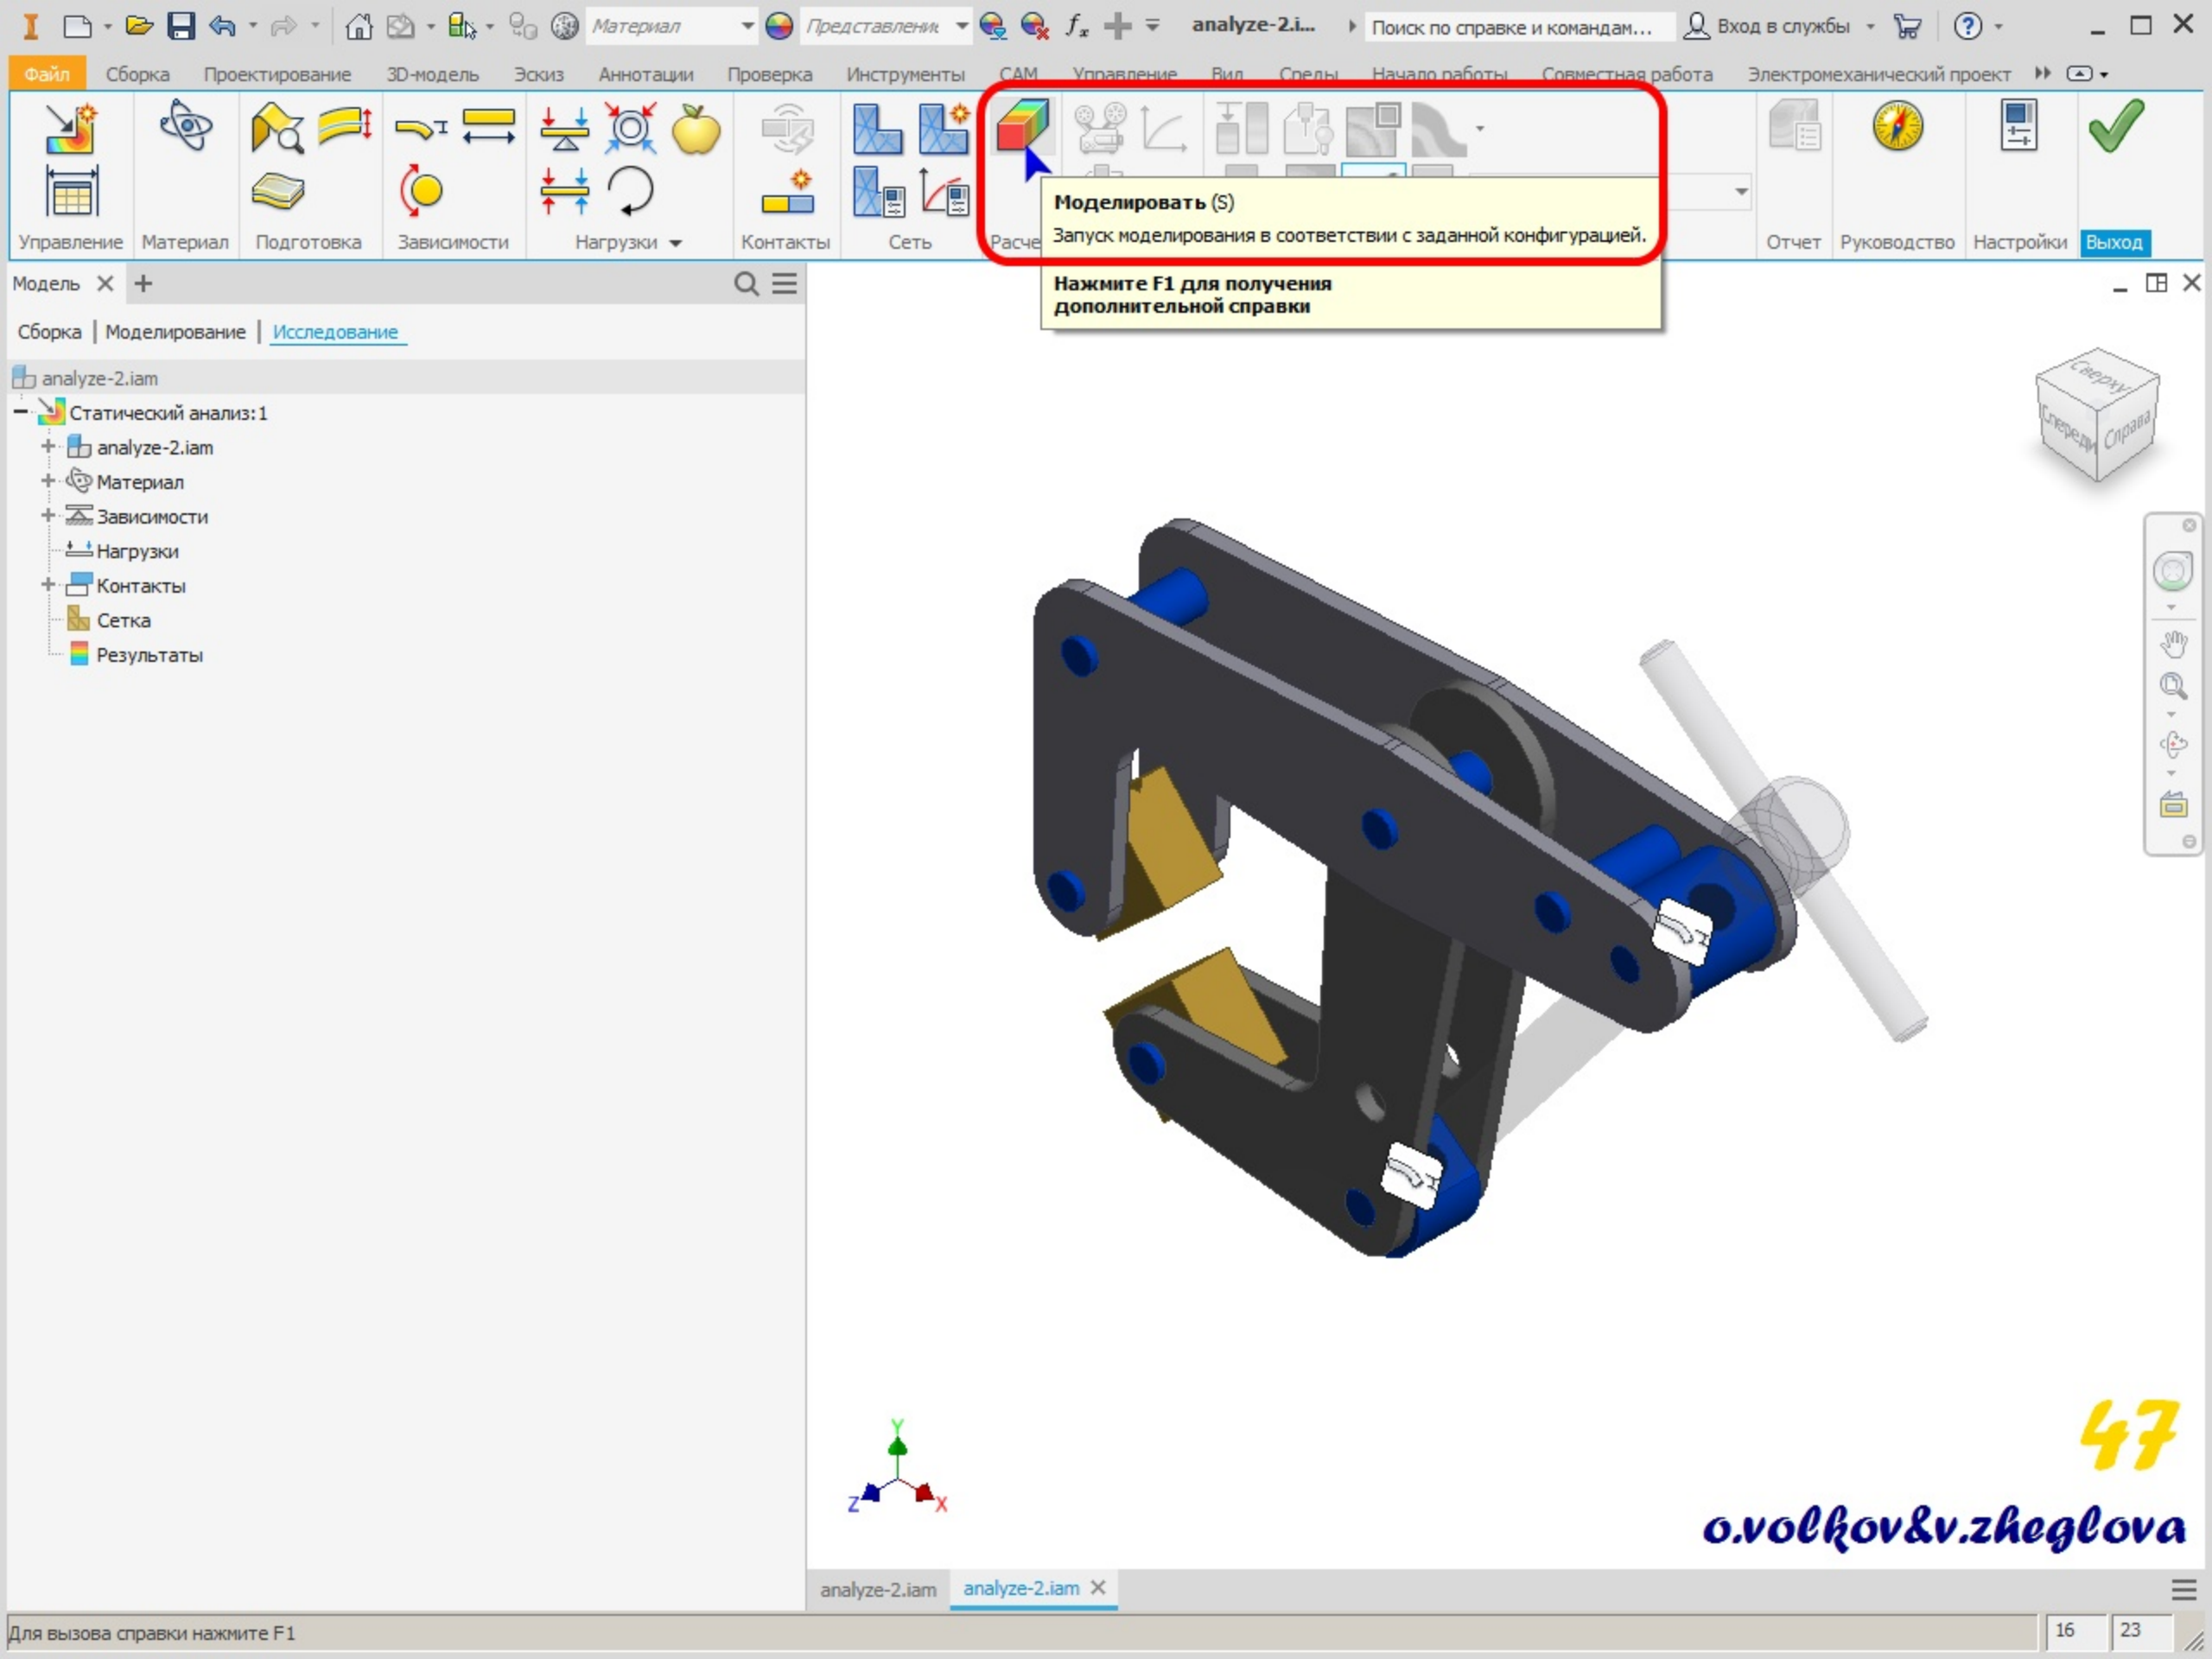 Материал
Представление
analyze-2.i...
Поиск по справке и командам...
Вход в службы
Файл
Сборка
Проектирование
3D-модель
Эскиз
Аннотации
Проверка
Инструменты
CAM
Управление
Вид
Среды
Начало работы
Совместная работа
Электромеханический проект
Управление
Материал
Подготовка
Зависимости
Нагрузки
Контакты
Сеть
Расче
Отчет
Руководство
Настройки
Выход
Моделировать (S)
Запуск моделирования в соответствии с заданной конфигурацией.
Нажмите F1 для получения
дополнительной справки
Модель
Сборка | Моделирование | Исследование
analyze-2.iam
Статический анализ:1
analyze-2.iam
Материал
Зависимости
Нагрузки
Контакты
Сетка
Результаты
Сверху
Спереди
Справа
Y
Z
X
47
o.volkov&v.zheglova
analyze-2.iam
analyze-2.iam
Для вызова справки нажмите F1
16
23